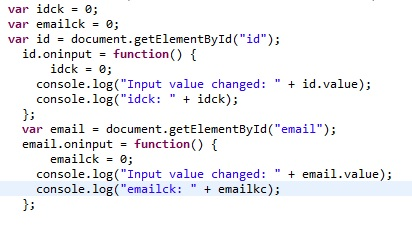 var idck = 0;
var emailck = 0;
var id = document.getElementById("id");
id.oninput = function() {
idck = 0;
console.log("Input value changed: " + id.value);
console.log("idck: " + idck);
};
var email = document.getElementById("email");
email.oninput = function() {
emailck = 0;
console.log("Input value changed: " + email.value);
console.log("emailck: " + emailkc);
};